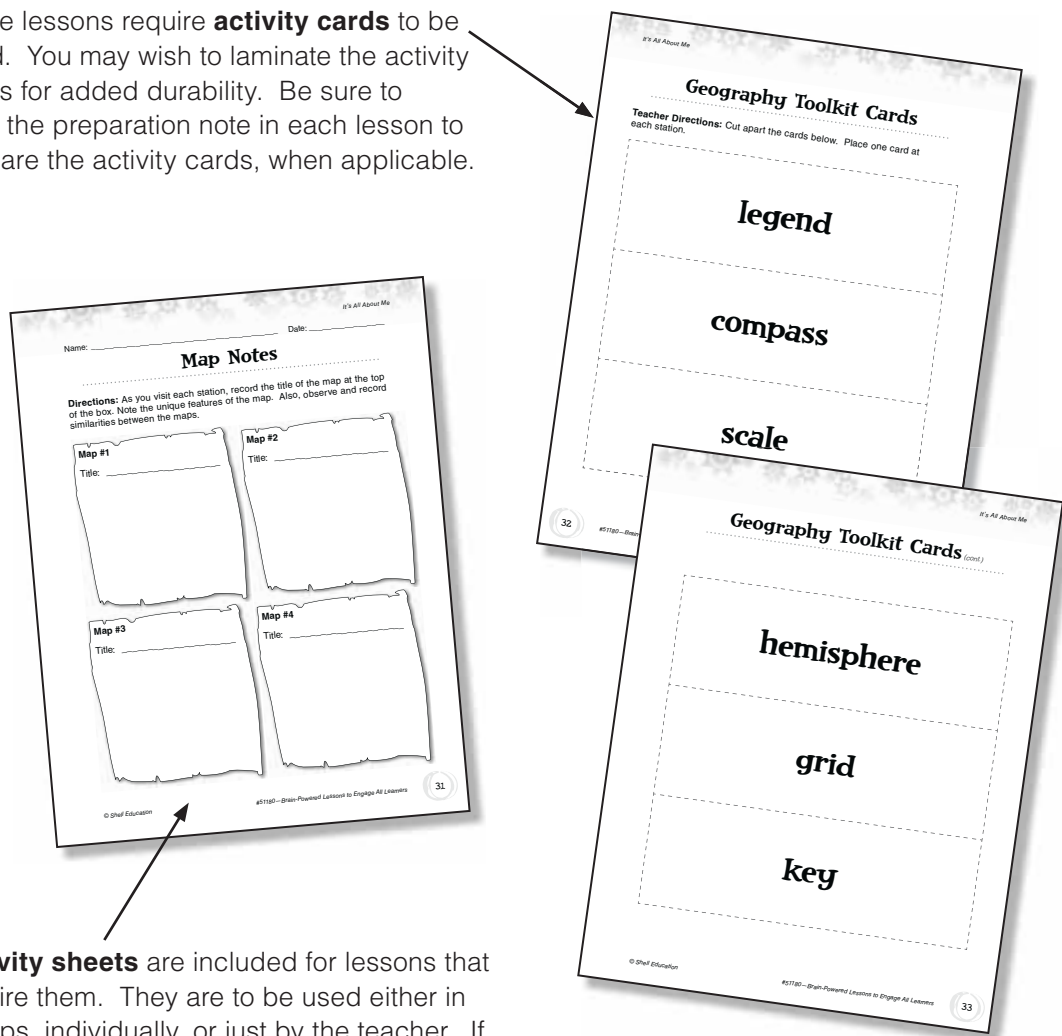 e lessons require activity cards to be
d. You may wish to laminate the activity
s for added durability. Be sure to
the preparation note in each lesson to
are the activity cards, when applicable.
It's All About Me
Geography Toolkit Cards
Teacher Directions: Cut apart the cards below. Place one card at
each station.
legend
compass
scale
32
#51180—Brain
It's All About Me
Name:
Date:
Map Notes
Directions: As you visit each station, record the title of the map at the top
of the box. Note the unique features of the map. Also, observe and record
similarities between the maps.
Map #1
Title:
Map #2
Title:
Map #3
Title:
Map #4
Title:
© Shell Education
#51180—Brain-Powered Lessons to Engage All Learners
31
It's All About Me
Geography Toolkit Cards (cont.)
hemisphere
grid
key
© Shell Education
#51180—Brain-Powered Lessons to Engage All Learners
33
vity sheets are included for lessons that
ire them. They are to be used either in
ps, individually, or just by the teacher. If